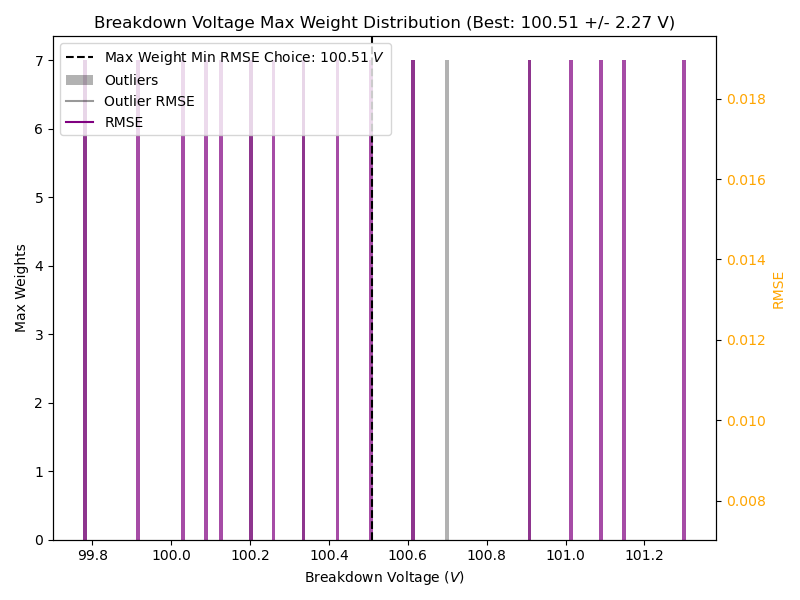 Breakdown Voltage Max Weight Distribution (Best: 100.51 +/- 2.27 V)
Max Weight Min RMSE Choice: 100.51 V
Outliers
Outlier RMSE
RMSE
Max Weights
7
6
5
4
3
2
1
0
0.018
0.016
0.014
0.012
0.010
0.008
RMSE
99.8 100.0 100.2 100.4 100.6 100.8 101.0 101.2
Breakdown Voltage (V)